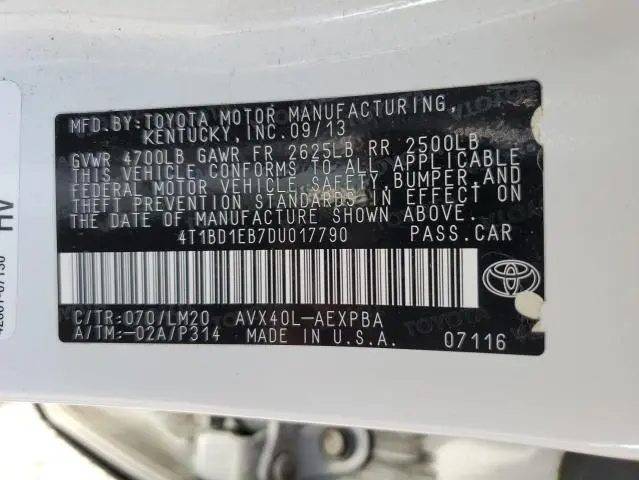 MFD.BY:TOYOTA MOTOR MANUFACTURING,
KENTUCKY, INC.09/13
GVWR 4700LB GAWR FR 2625LB RR 2500LB
THIS VEHICLE CONFORMS TO ALL APPLICABLE
FEDERAL MOTOR VEHICLE SAFETY,BUMPER,AND
THEFT PREVENTION STANDARDS IN EFFECT ON
THE DATE OF MANUFACTURE SHOWN ABOVE.
4T1BD1EB7DU017790 PASS.CAR
C/TR:070/LM20 AVX40L-AEXPBA
A/TM:-02A/P314 MADE IN U.S.A.
07116
HV